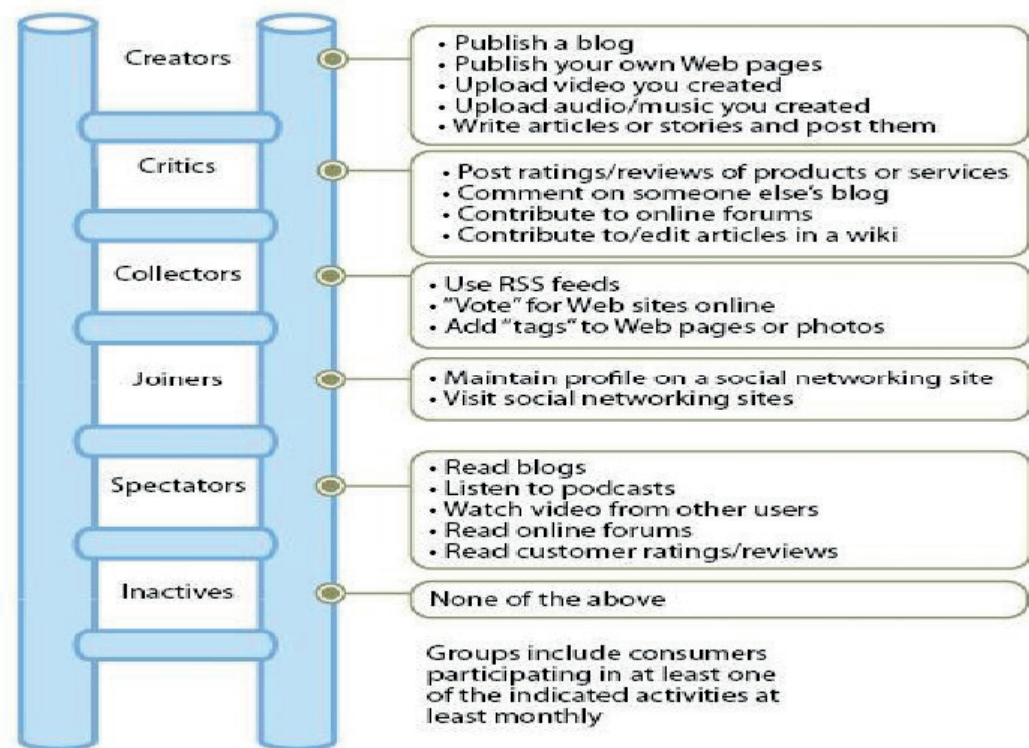 Creators
• Publish a blog
• Publish your own Web pages
• Upload video you created
• Upload audio/music you created
• Write articles or stories and post them
Critics
• Post ratings/reviews of products or services
• Comment on someone else's blog
• Contribute to online forums
• Contribute to/edit articles in a wiki
Collectors
• Use RSS feeds
• "Vote" for Web sites online
• Add "tags" to Web pages or photos
Joiners
• Maintain profile on a social networking site
• Visit social networking sites
Spectators
• Read blogs
• Listen to podcasts
• Watch video from other users
• Read online forums
• Read customer ratings/reviews
Inactives
None of the above
Groups include consumers
participating in at least one
of the indicated activities at
least monthly